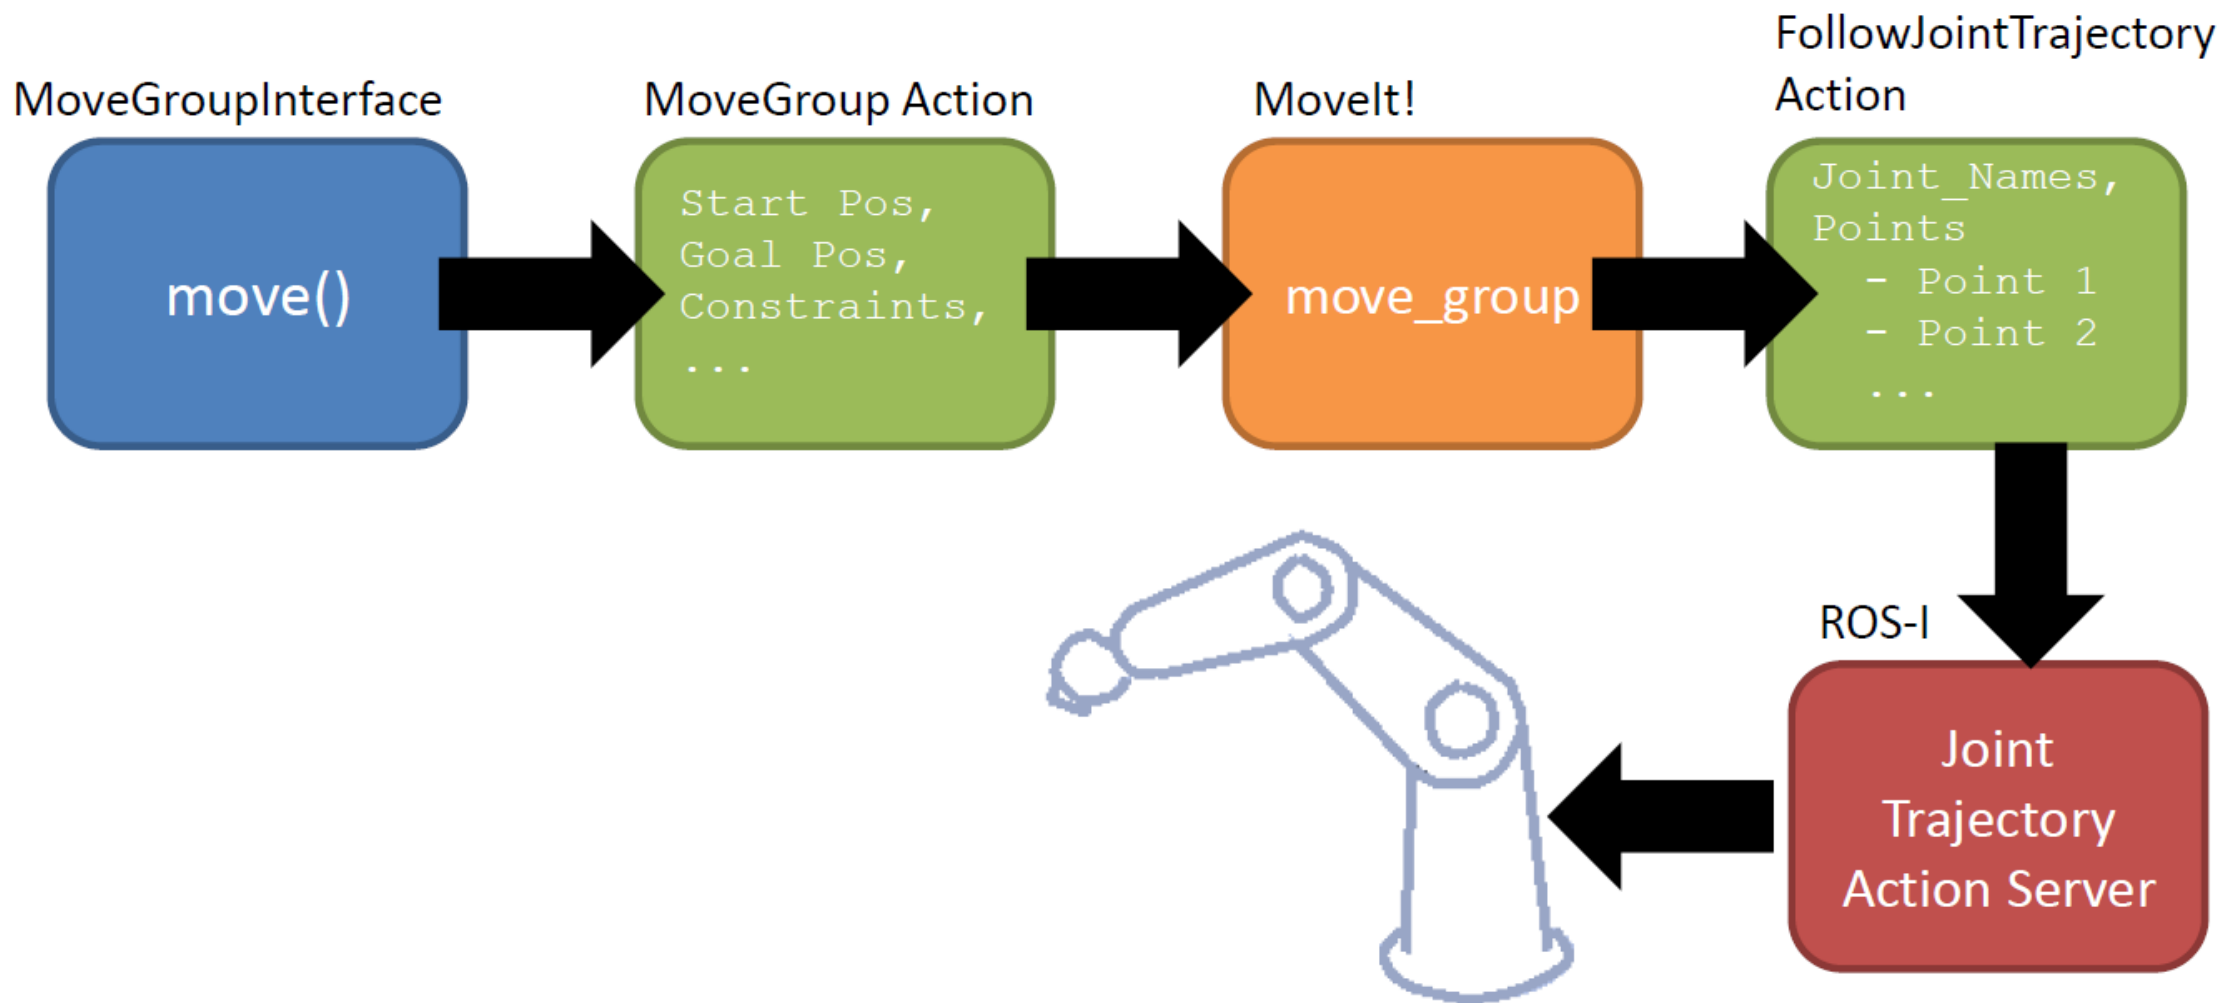 MoveGroupInterface
move()
MoveGroup Action
Start Pos,
Goal Pos,
Constraints,
...
MoveIt!
move_group
FollowJointTrajectory
Action
Joint_Names,
Points
- Point 1
- Point 2
...
ROS-I
Joint
Trajectory
Action Server